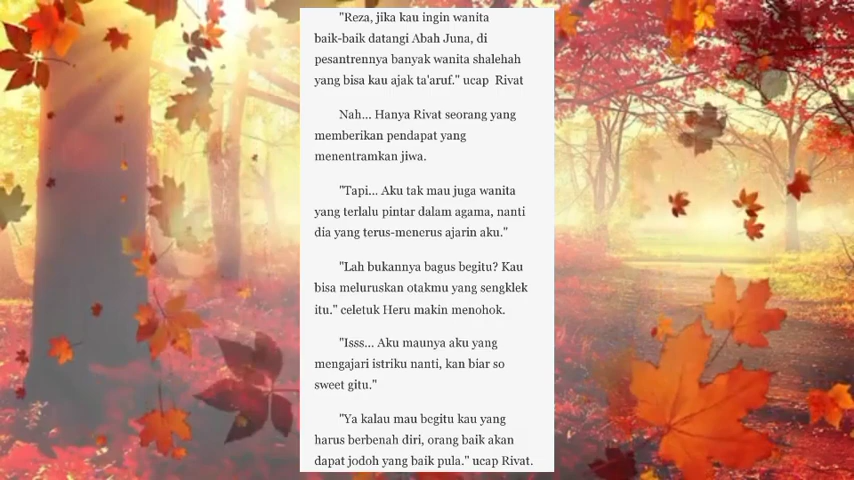 "Reza, jika kau ingin wanita
baik-baik datangi Abah Juna, di
pesantrennya banyak wanita shalehah
yang bisa kau ajak ta'aruf." ucap Rivat
Nah... Hanya Rivat seorang yang
memberikan pendapat yang
menentramkan jiwa.
"Tapi... Aku tak mau juga wanita
yang terlalu pintar dalam agama, nanti
dia yang terus-menerus ajarin aku."
"Lah bukannya bagus begitu? Kau
bisa meluruskan otakmu yang sengklek
itu." celetuk Heru makin menohok.
"Isss... Aku maunya aku yang
mengajari istriku nanti, kan biar so
sweet gitu."
"Ya kalau mau begitu kau yang
harus berbenah diri, orang baik akan
dapat jodoh yang baik pula." ucap Rivat.